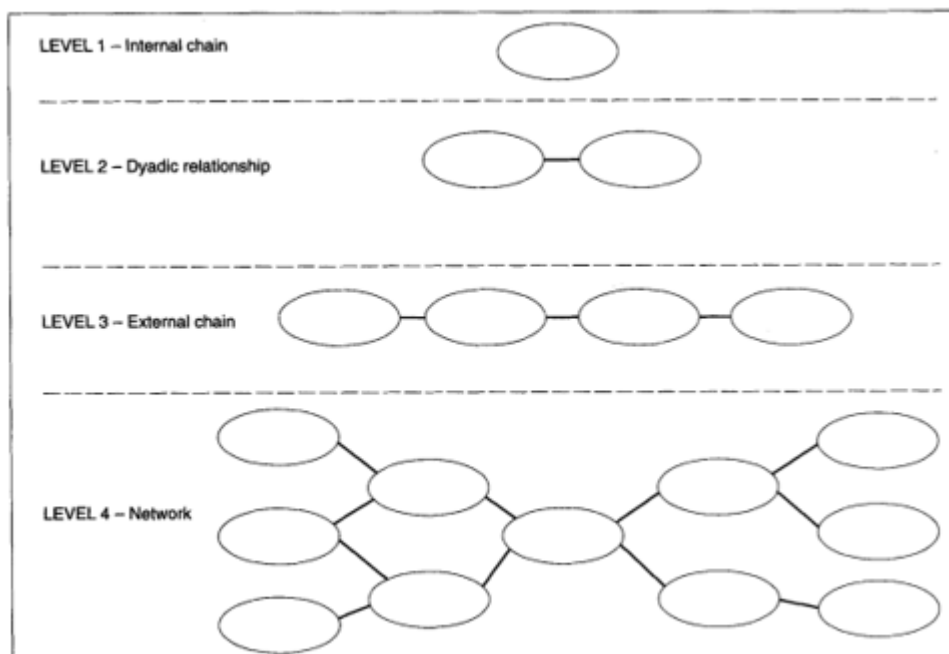 LEVEL 1 – Internal chain
LEVEL 2 – Dyadic relationship
LEVEL 3 – External chain
LEVEL 4 – Network